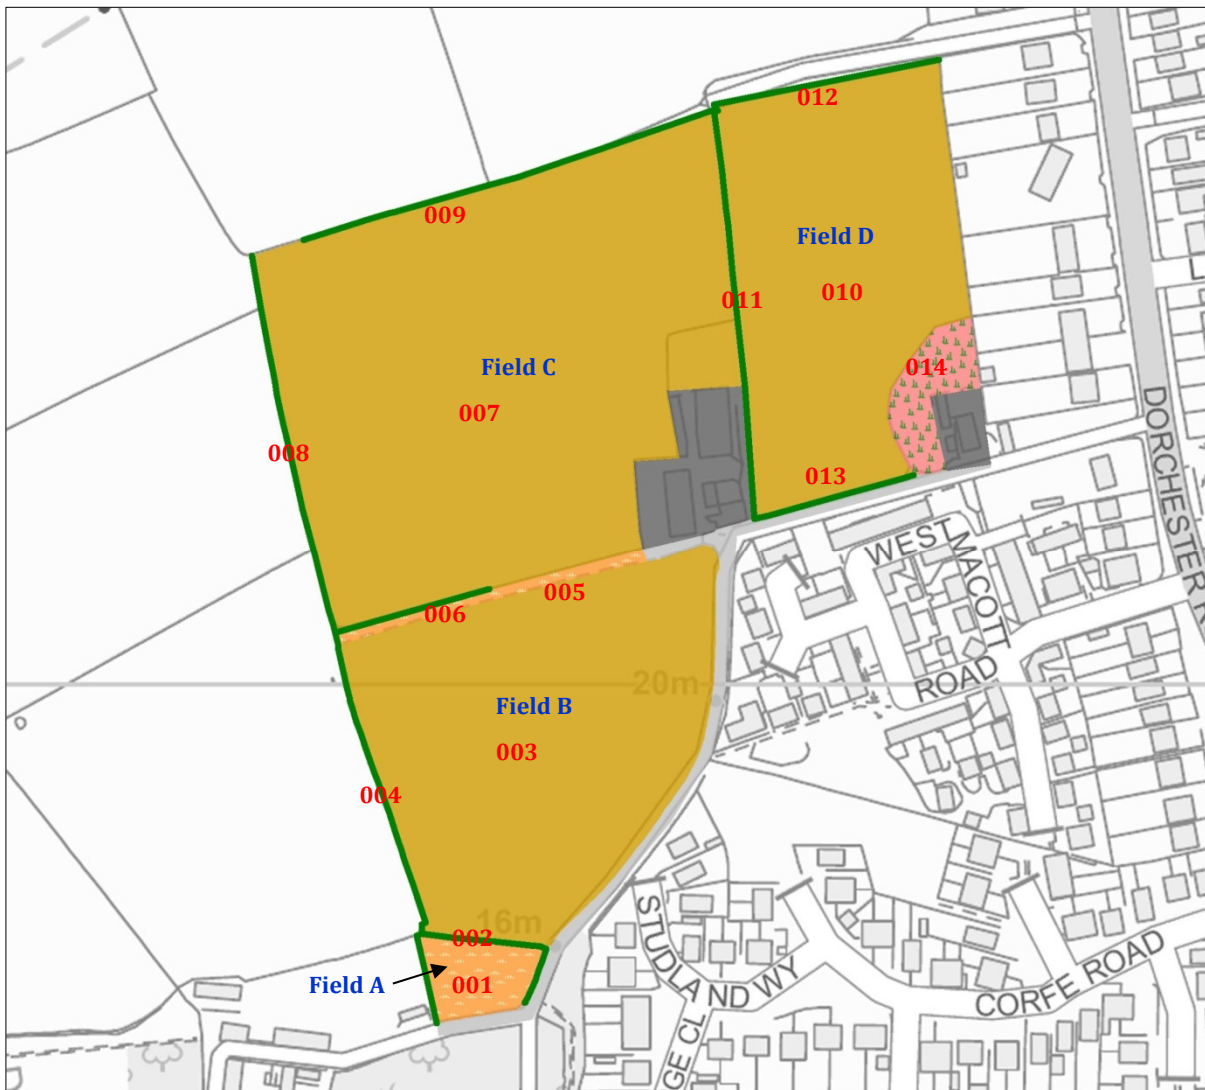 012
009
Field D
010
011
Field C
014
007
DORCHESTER R
008
013
WEST
MACOTT
ROAD
005
006
20m
Field B
003
004
16m
002
Field A
001
STUDLAND WY
CORFE ROAD
GE CL
L